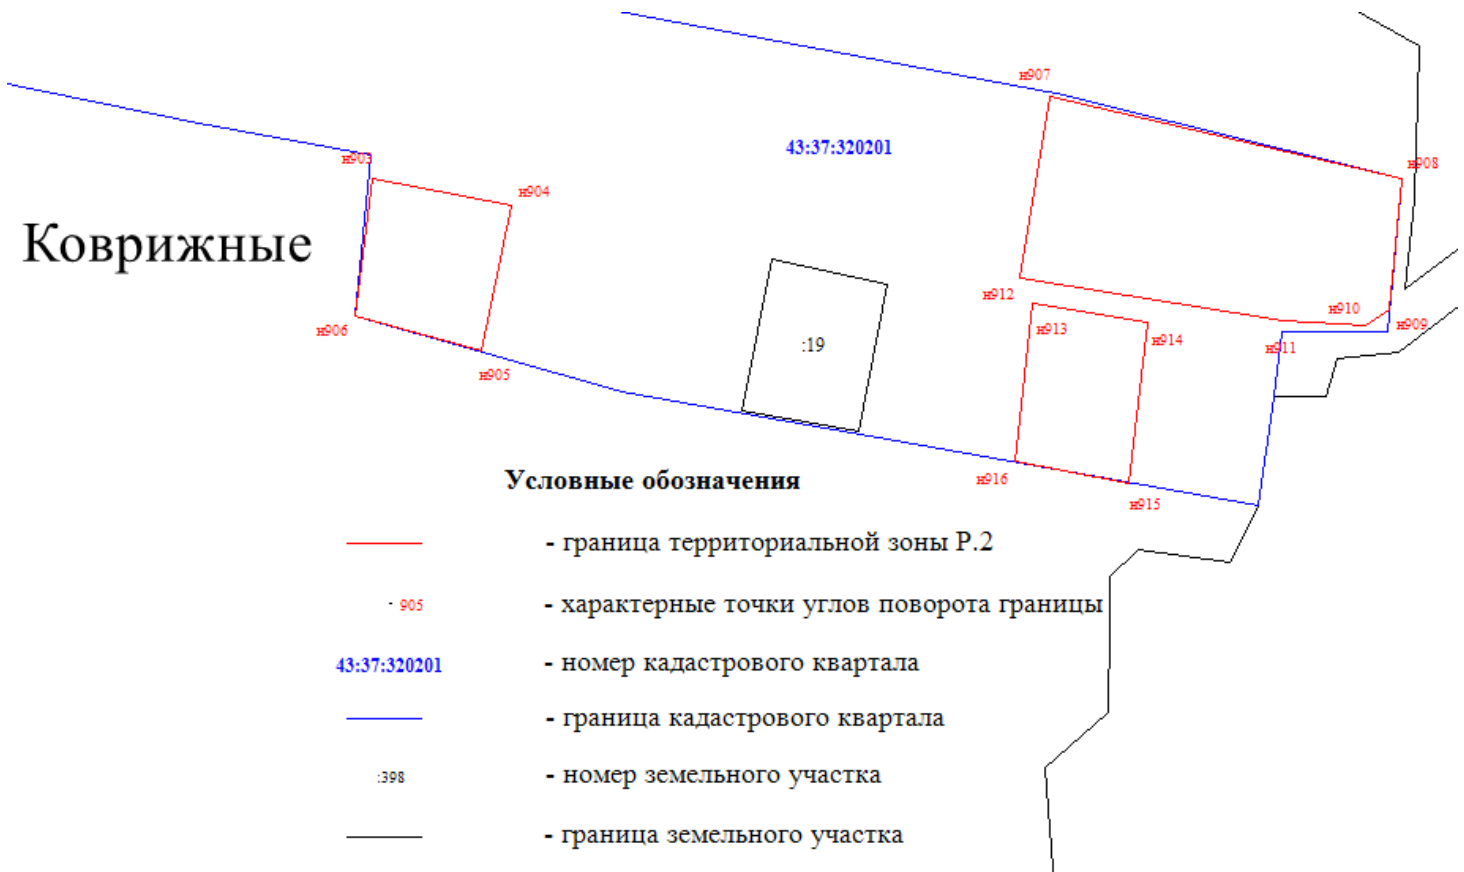 н907
43:37:320201
н903
н908
н904
Коврижные
н912
н910
н906
н913
н909
н914
:19
н911
н905
Условные обозначения
н916
н915
- граница территориальной зоны Р.2
905 - характерные точки углов поворота границы
43:37:320201 - номер кадастрового квартала
- граница кадастрового квартала
:398 - номер земельного участка
- граница земельного участка